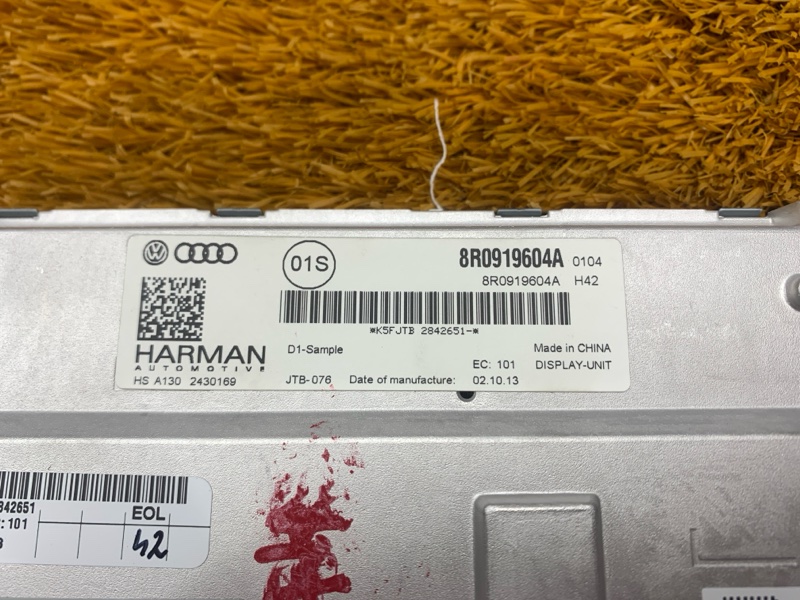 01S
8R0919604A 0104
8R0919604A H42
*K5FJTB 2842651-*
HARMAN
AUTOMOTIVE
HS A130 2430169
D1-Sample
Made in CHINA
EC: 101 DISPLAY-UNIT
JTB-076 Date of manufacture: 02.10.13
842651
: 101
EOL
42